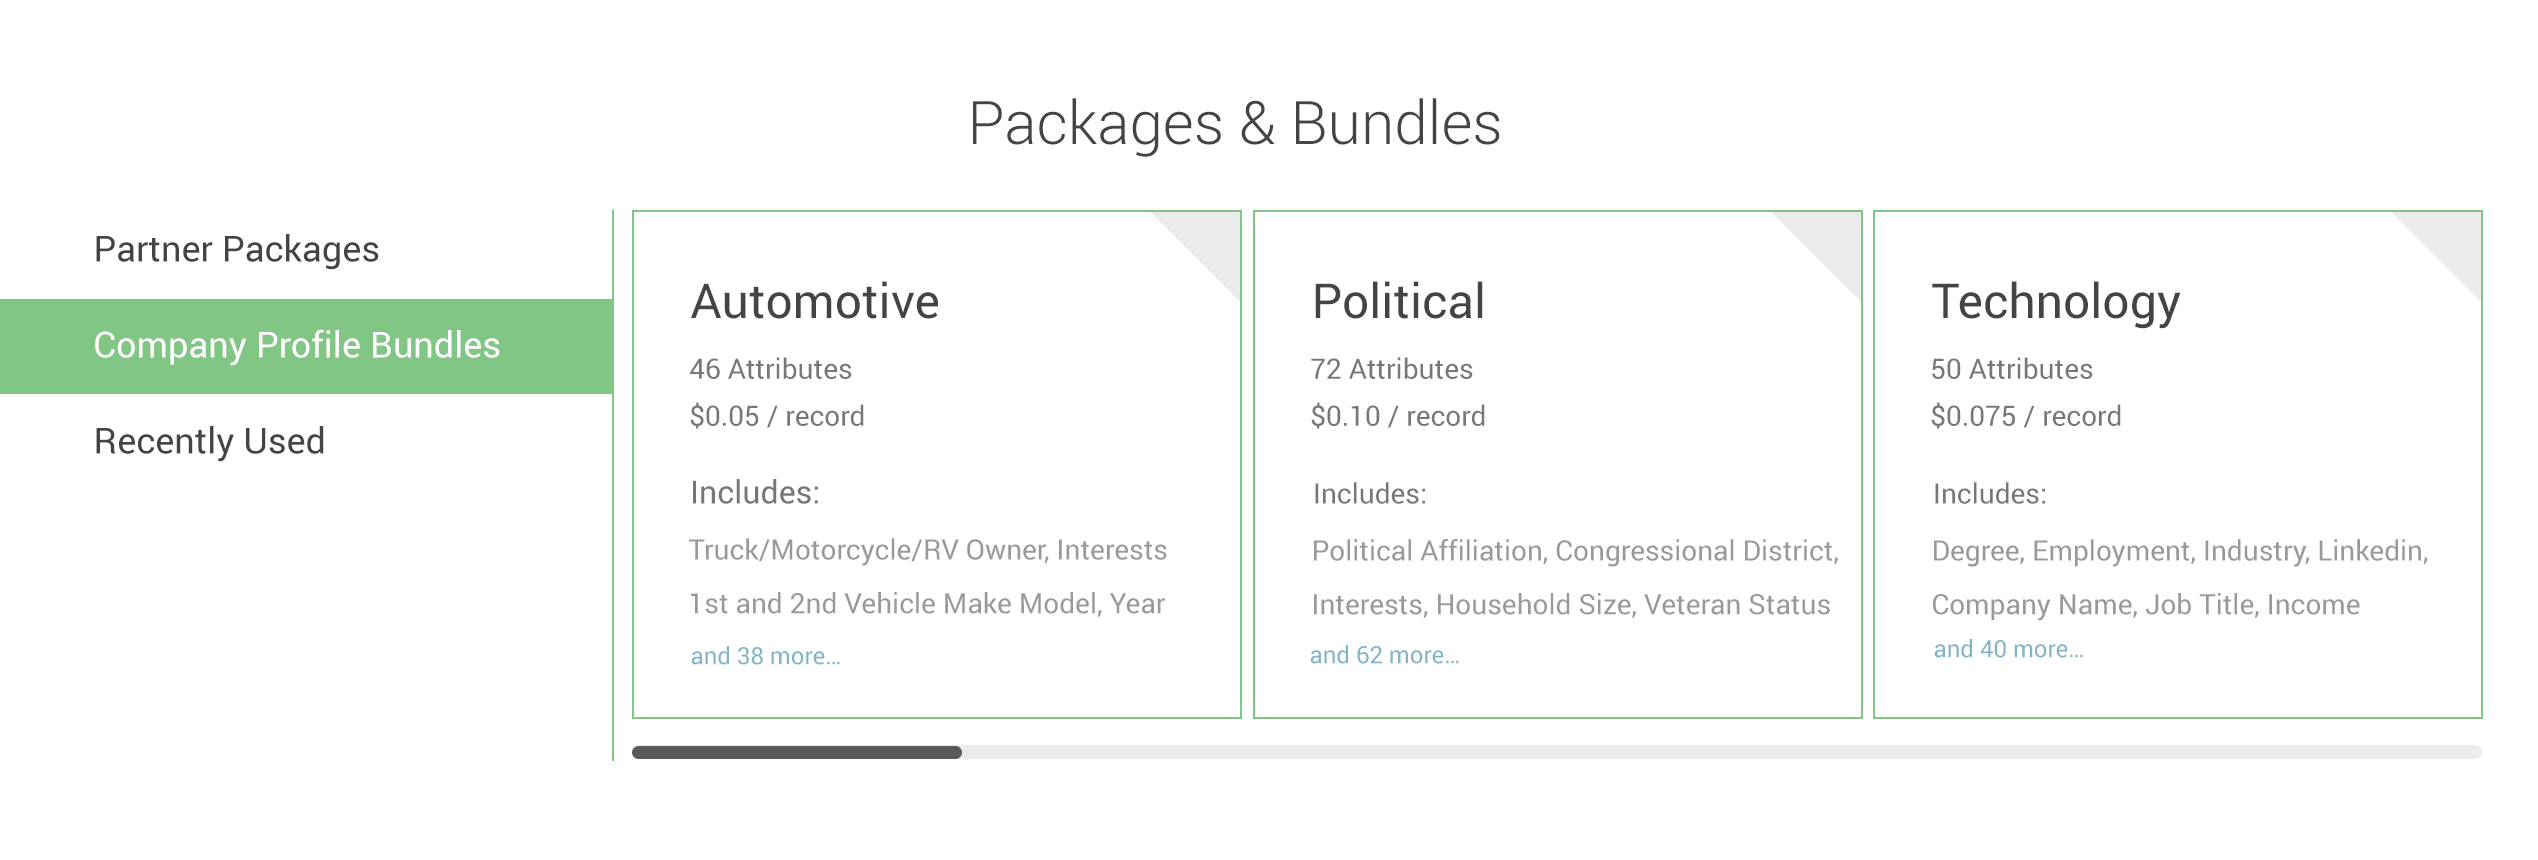 Packages & Bundles
Partner Packages
Company Profile Bundles
Recently Used
Automotive
46 Attributes
$0.05 / record
Includes:
Truck/Motorcycle/RV Owner, Interests
1st and 2nd Vehicle Make Model, Year
and 38 more...
Political
72 Attributes
$0.10 / record
Includes:
Political Affiliation, Congressional District,
Interests, Household Size, Veteran Status
and 62 more...
Technology
50 Attributes
$0.075 / record
Includes:
Degree, Employment, Industry, Linkedin,
Company Name, Job Title, Income
and 40 more...